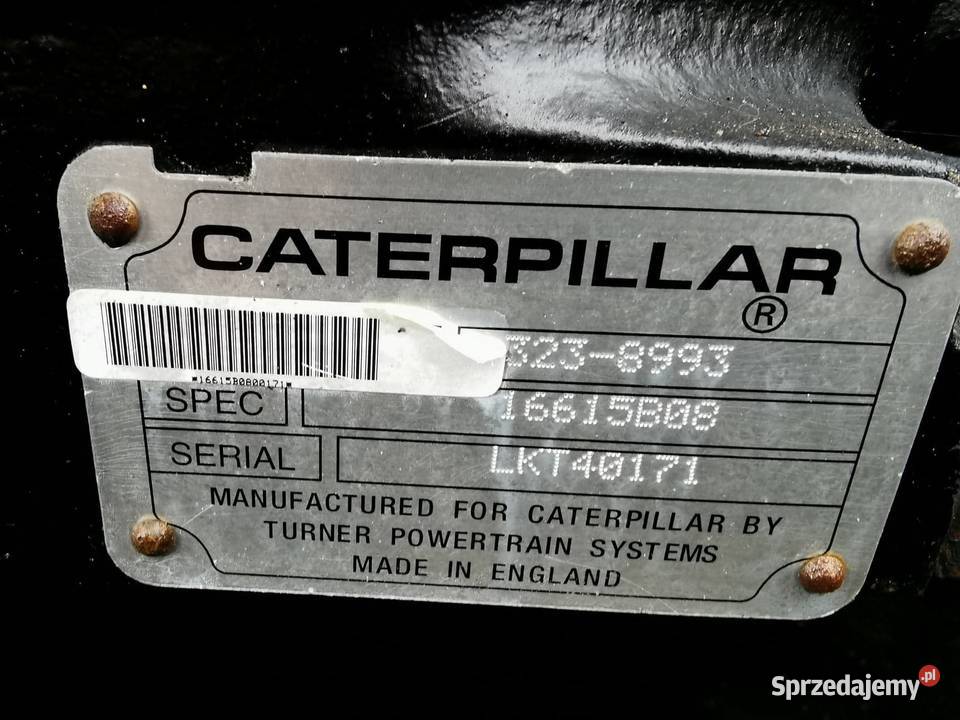 CATERPILLAR
®
323-8993
*16615B0800171*
SPEC 16615B08
SERIAL LKT40171
MANUFACTURED FOR CATERPILLAR BY
TURNER POWERTRAIN SYSTEMS
MADE IN ENGLAND
Sprzedajemy.pl